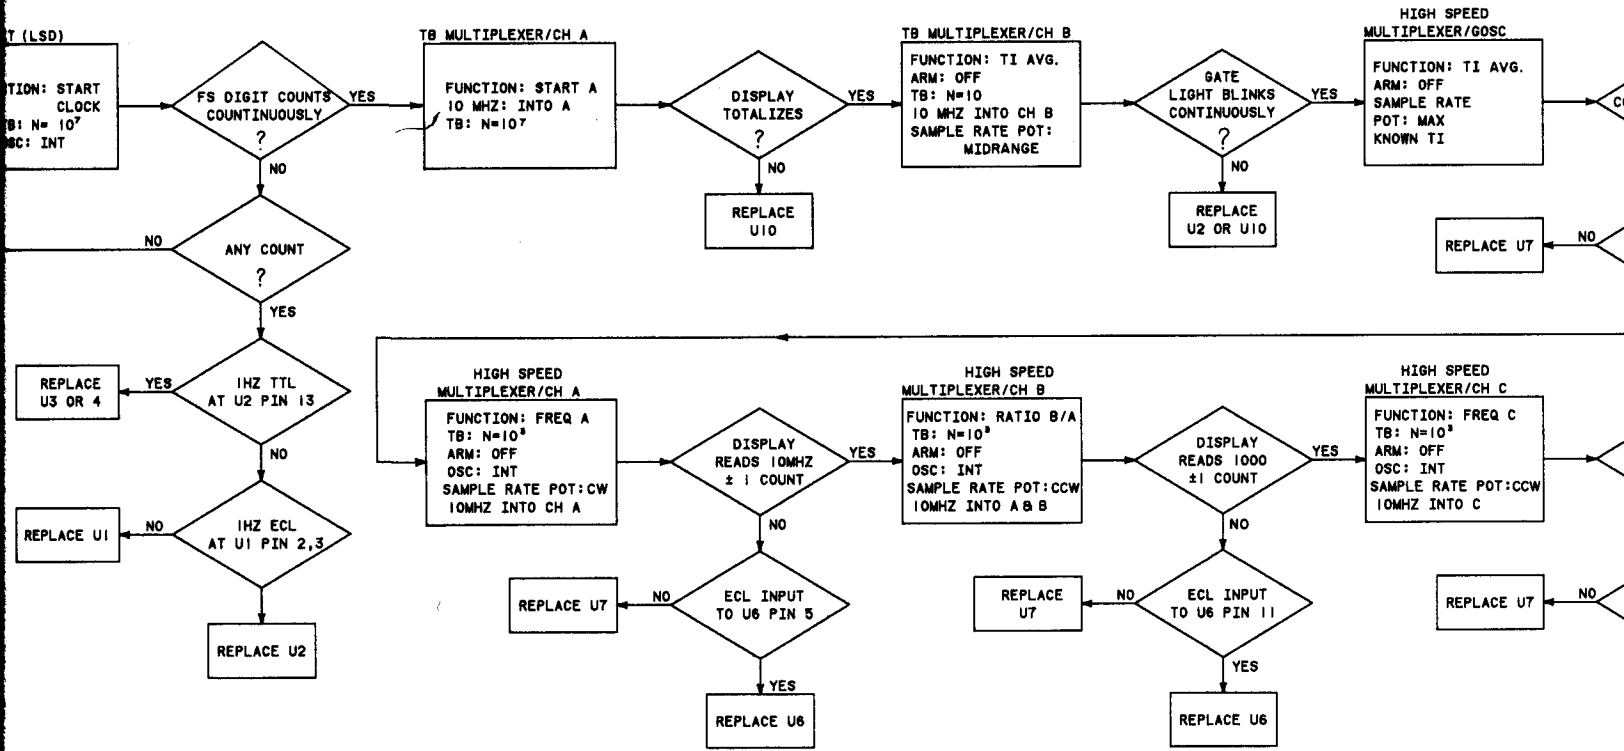 T (LSD)
TION: START
CLOCK
B: N= 10⁷
SC: INT
FS DIGIT COUNTS
COUNTINUOUSLY
?
YES
NO
TB MULTIPLEXER/CH A
FUNCTION: START A
10 MHZ: INTO A
TB: N=10⁷
DISPLAY
TOTALIZES
?
YES
NO
REPLACE
U10
TB MULTIPLEXER/CH B
FUNCTION: TI AVG.
ARM: OFF
TB: N=10
10 MHZ INTO CH B
SAMPLE RATE POT:
MIDRANGE
GATE
LIGHT BLINKS
CONTINUOUSLY
?
YES
NO
REPLACE
U2 OR U10
HIGH SPEED
MULTIPLEXER/GOSC
FUNCTION: TI AVG.
ARM: OFF
SAMPLE RATE
POT: MAX
KNOWN TI
REPLACE U7
NO
NO
ANY COUNT
?
YES
REPLACE
U3 OR 4
YES
1HZ TTL
AT U2 PIN 13
NO
REPLACE U1
NO
1HZ ECL
AT U1 PIN 2,3
REPLACE U2
HIGH SPEED
MULTIPLEXER/CH A
FUNCTION: FREQ A
TB: N=10³
ARM: OFF
OSC: INT
SAMPLE RATE POT:CW
10MHZ INTO CH A
DISPLAY
READS 10MHZ
± 1 COUNT
YES
NO
REPLACE U7
NO
ECL INPUT
TO U6 PIN 5
YES
REPLACE U6
HIGH SPEED
MULTIPLEXER/CH B
FUNCTION: RATIO B/A
TB: N=10³
ARM: OFF
OSC: INT
SAMPLE RATE POT:CCW
10MHZ INTO A & B
DISPLAY
READS 1000
±1 COUNT
YES
NO
REPLACE
U7
NO
ECL INPUT
TO U6 PIN 11
YES
REPLACE U6
HIGH SPEED
MULTIPLEXER/CH C
FUNCTION: FREQ C
TB: N=10³
ARM: OFF
OSC: INT
SAMPLE RATE POT:CCW
10MHZ INTO C
REPLACE U7
NO